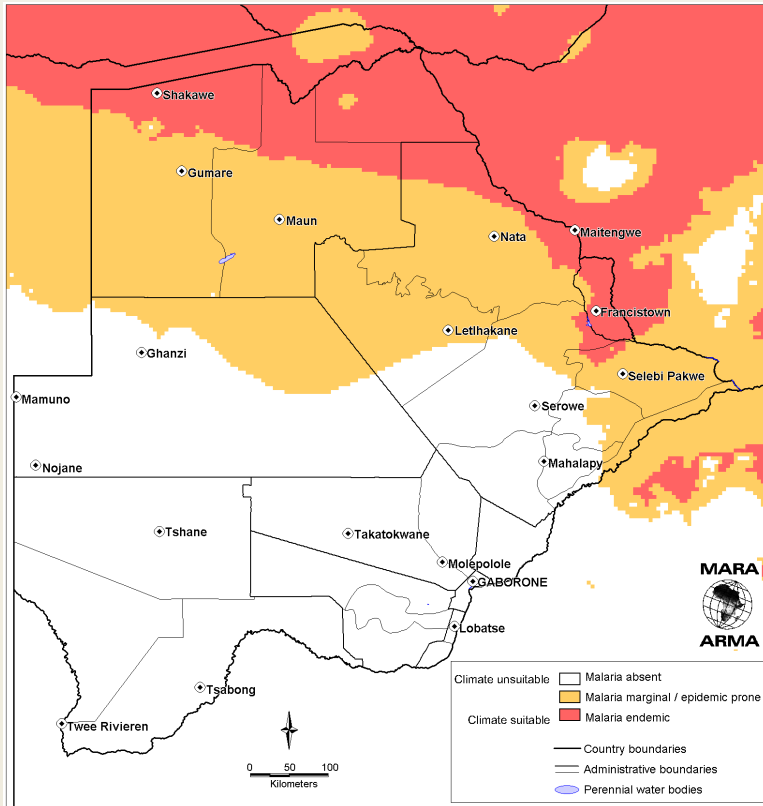 Shakawe
Gumare
Maun
Nata
Maitengwe
Francistown
Letlhakane
Ghanzi
Selebi Pakwe
Mamuno
Serowe
Mahalapy
Nojane
Tshane
Takatokwane
Molepolole
GABORONE
Lobatse
Tsabong
Twee Rivieren
MARA
ARMA
0 50 100
Kilometers
Climate unsuitable Malaria absent
Malaria marginal / epidemic prone
Climate suitable Malaria endemic
Country boundaries
Administrative boundaries
Perennial water bodies